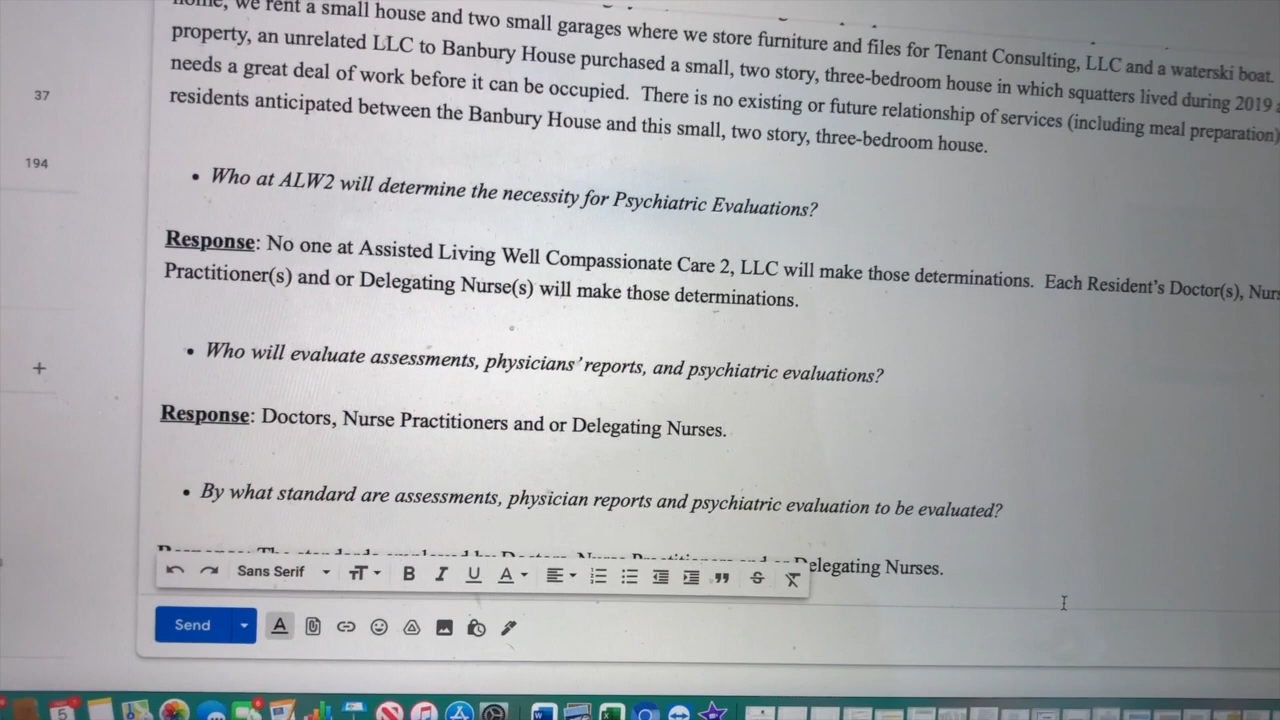 home, we rent a small house and two small garages where we store furniture and files for Tenant Consulting, LLC and a waterski boat.
property, an unrelated LLC to Banbury House purchased a small, two story, three-bedroom house in which squatters lived during 2019
needs a great deal of work before it can be occupied. There is no existing or future relationship of services (including meal preparation)
residents anticipated between the Banbury House and this small, two story, three-bedroom house.
37
194
• Who at ALW2 will determine the necessity for Psychiatric Evaluations?
Response: No one at Assisted Living Well Compassionate Care 2, LLC will make those determinations. Each Resident's Doctor(s), Nurs
Practitioner(s) and or Delegating Nurse(s) will make those determinations.
• Who will evaluate assessments, physicians' reports, and psychiatric evaluations?
Response: Doctors, Nurse Practitioners and or Delegating Nurses.
• By what standard are assessments, physician reports and psychiatric evaluation to be evaluated?
Delegating Nurses.
Sans Serif
Send
5